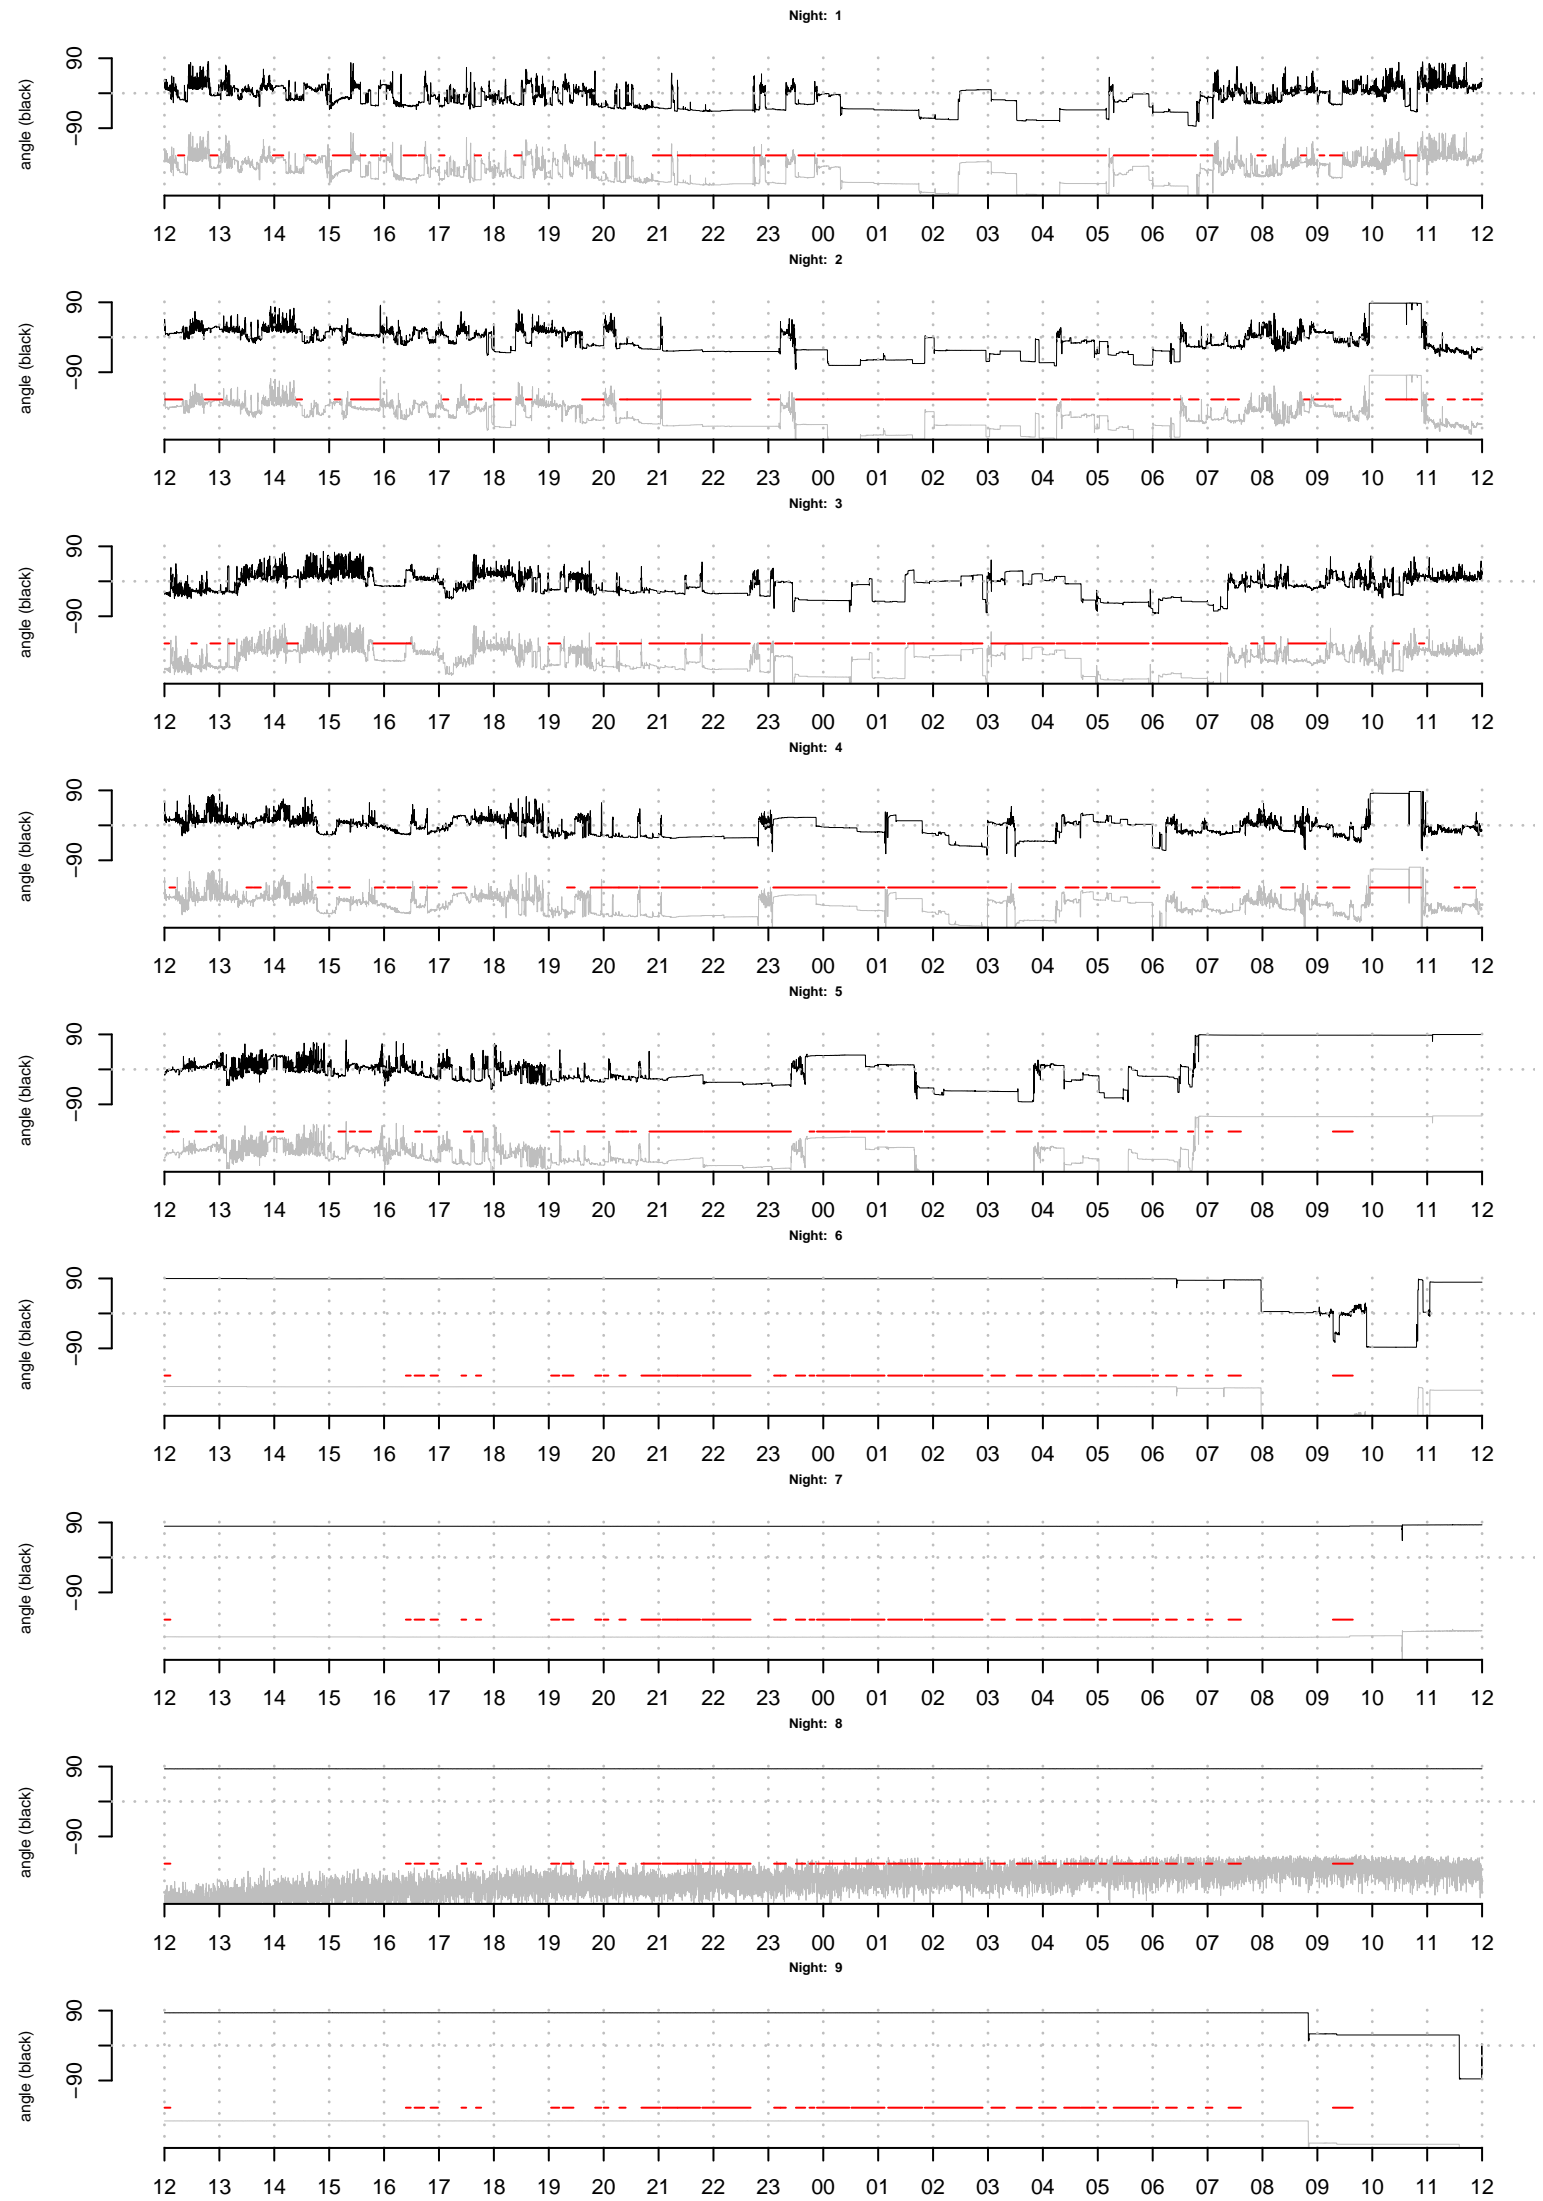 Night: 1
90
-90
angle (black)
12 13 14 15 16 17 18 19 20 21 22 23 00 01 02 03 04 05 06 07 08 09 10 11 12
Night: 2
90
-90
angle (black)
12 13 14 15 16 17 18 19 20 21 22 23 00 01 02 03 04 05 06 07 08 09 10 11 12
Night: 3
90
-90
angle (black)
12 13 14 15 16 17 18 19 20 21 22 23 00 01 02 03 04 05 06 07 08 09 10 11 12
Night: 4
90
-90
angle (black)
12 13 14 15 16 17 18 19 20 21 22 23 00 01 02 03 04 05 06 07 08 09 10 11 12
Night: 5
90
-90
angle (black)
12 13 14 15 16 17 18 19 20 21 22 23 00 01 02 03 04 05 06 07 08 09 10 11 12
Night: 6
90
-90
angle (black)
12 13 14 15 16 17 18 19 20 21 22 23 00 01 02 03 04 05 06 07 08 09 10 11 12
Night: 7
90
-90
angle (black)
12 13 14 15 16 17 18 19 20 21 22 23 00 01 02 03 04 05 06 07 08 09 10 11 12
Night: 8
90
-90
angle (black)
12 13 14 15 16 17 18 19 20 21 22 23 00 01 02 03 04 05 06 07 08 09 10 11 12
Night: 9
90
-90
angle (black)
12 13 14 15 16 17 18 19 20 21 22 23 00 01 02 03 04 05 06 07 08 09 10 11 12